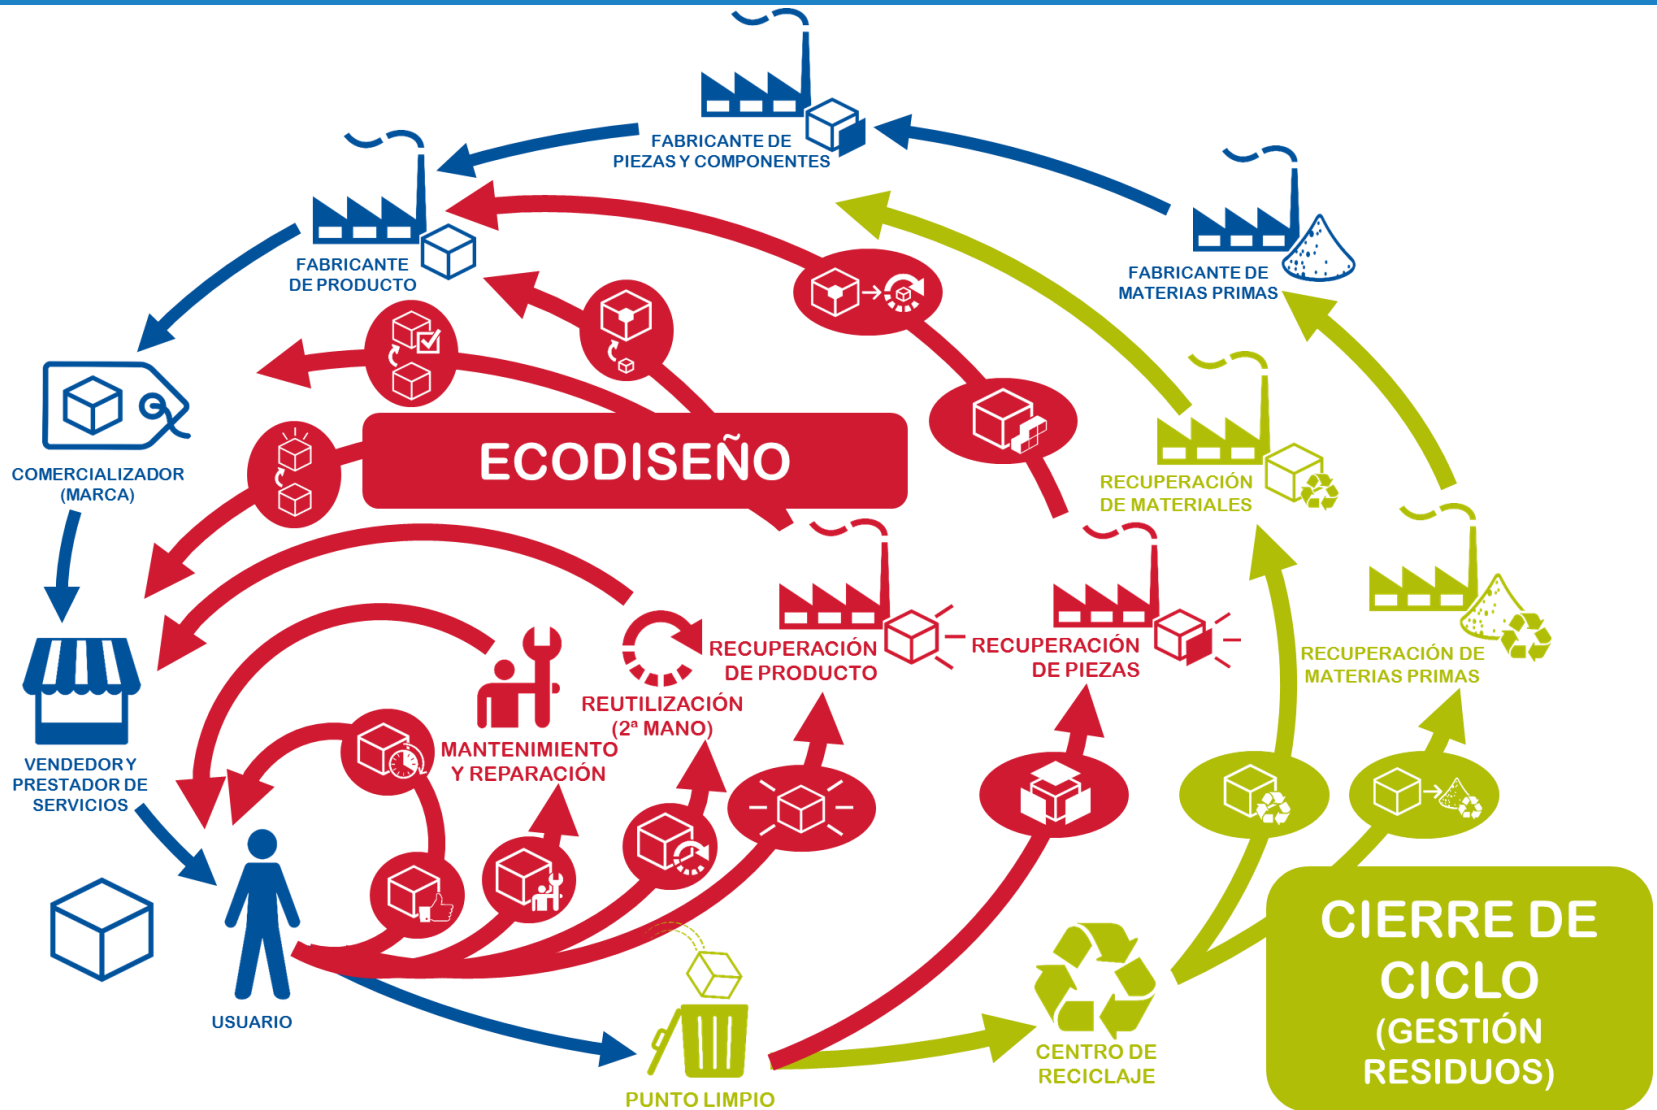 FABRICANTE DE
PIEZAS Y COMPONENTES
FABRICANTE
DE PRODUCTO
FABRICANTE DE
MATERIAS PRIMAS
COMERCIALIZADOR
(MARCA)
ECODISEÑO
RECUPERACIÓN
DE MATERIALES
RECUPERACIÓN
DE PRODUCTO
RECUPERACIÓN
DE PIEZAS
RECUPERACIÓN DE
MATERIAS PRIMAS
REUTILIZACIÓN
(2ª MANO)
MANTENIMIENTO
Y REPARACIÓN
VENDEDOR Y
PRESTADOR DE
SERVICIOS
USUARIO
PUNTO LIMPIO
CENTRO DE
RECICLAJE
CIERRE DE
CICLO
(GESTIÓN
RESIDUOS)